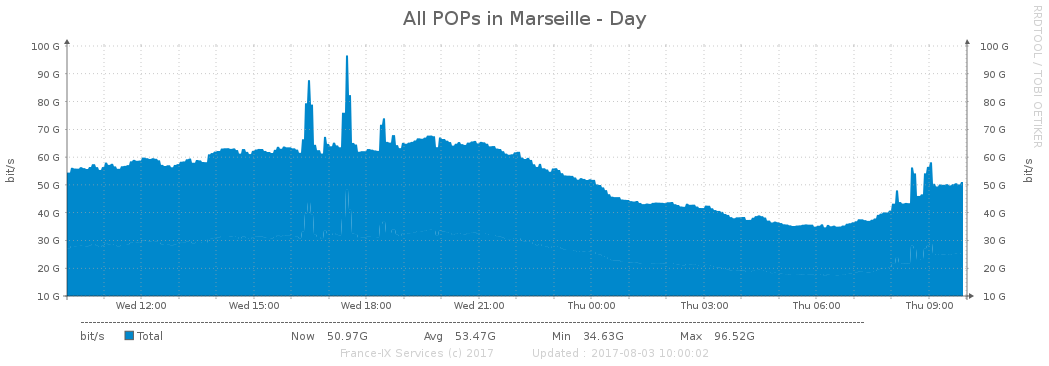 All POPs in Marseille - Day
RRDTOOL / TOBI OETIKER
bit/s
100 G
90 G
80 G
70 G
60 G
50 G
40 G
30 G
20 G
10 G
100 G
90 G
80 G
70 G
60 G
50 G
40 G
30 G
20 G
10 G
bit/s
Wed 12:00 Wed 15:00 Wed 18:00 Wed 21:00 Thu 00:00 Thu 03:00 Thu 06:00 Thu 09:00
bit/s Total Now 50.97G Avg 53.47G Min 34.63G Max 96.52G
France-IX Services (c) 2017 Updated : 2017-08-03 10:00:02